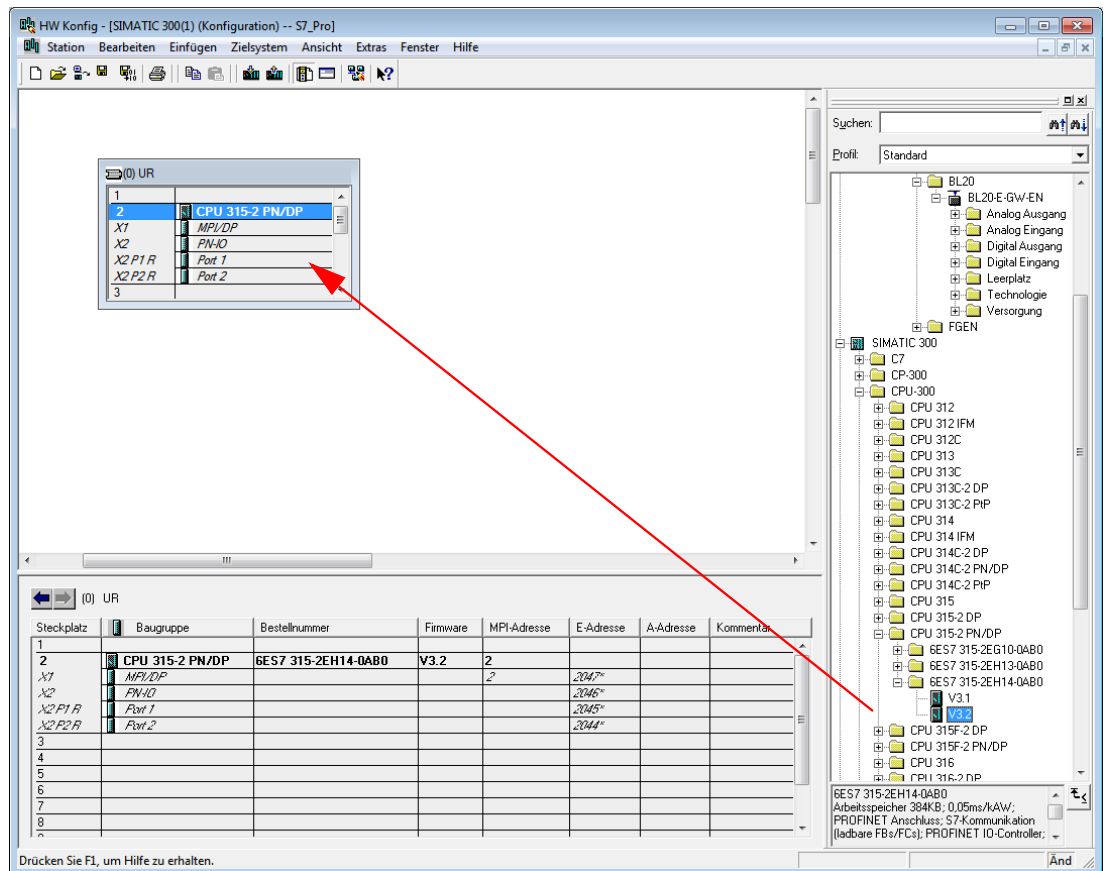 HW Konfig - [SIMATIC 300(1) (Konfiguration) -- S7_Pro]
Station Bearbeiten Einfügen Zielsystem Ansicht Extras Fenster Hilfe
(0) UR
1
2 CPU 315-2 PN/DP
X1 MPI/DP
X2 PN-IO
X2 P1 R Port 1
X2 P2 R Port 2
3
Suchen:
Profil: Standard
BL20
BL20-E-GW-EN
Analog Ausgang
Analog Eingang
Digital Ausgang
Digital Eingang
Leerplatz
Technologie
Versorgung
FGEN
SIMATIC 300
C7
CP-300
CPU-300
CPU 312
CPU 312 IFM
CPU 312C
CPU 313
CPU 313C
CPU 313C-2 DP
CPU 313C-2 PtP
CPU 314
CPU 314 IFM
CPU 314C-2 DP
CPU 314C-2 PN/DP
CPU 314C-2 PtP
CPU 315
CPU 315-2 DP
CPU 315-2 PN/DP
6ES7 315-2EG10-0AB0
6ES7 315-2EH13-0AB0
6ES7 315-2EH14-0AB0
V3.1
V3.2
CPU 315F-2 DP
CPU 315F-2 PN/DP
CPU 316
CPU 316-2 DP
6ES7 315-2EH14-0AB0
Arbeitsspeicher 384KB; 0,05ms/kAW;
PROFINET Anschluss; S7-Kommunikation
(ladbare FBs/FCs); PROFINET IO-Controller;
(0) UR
Steckplatz Baugruppe Bestellnummer Firmware MPI-Adresse E-Adresse A-Adresse Kommentar
1
2 CPU 315-2 PN/DP 6ES7 315-2EH14-0AB0 V3.2 2
X1 MPI/DP 2 2047*
X2 PN-IO 2046*
X2 P1 R Port 1 2045*
X2 P2 R Port 2 2044*
3
4
5
6
7
8
Drücken Sie F1, um Hilfe zu erhalten.
Änd